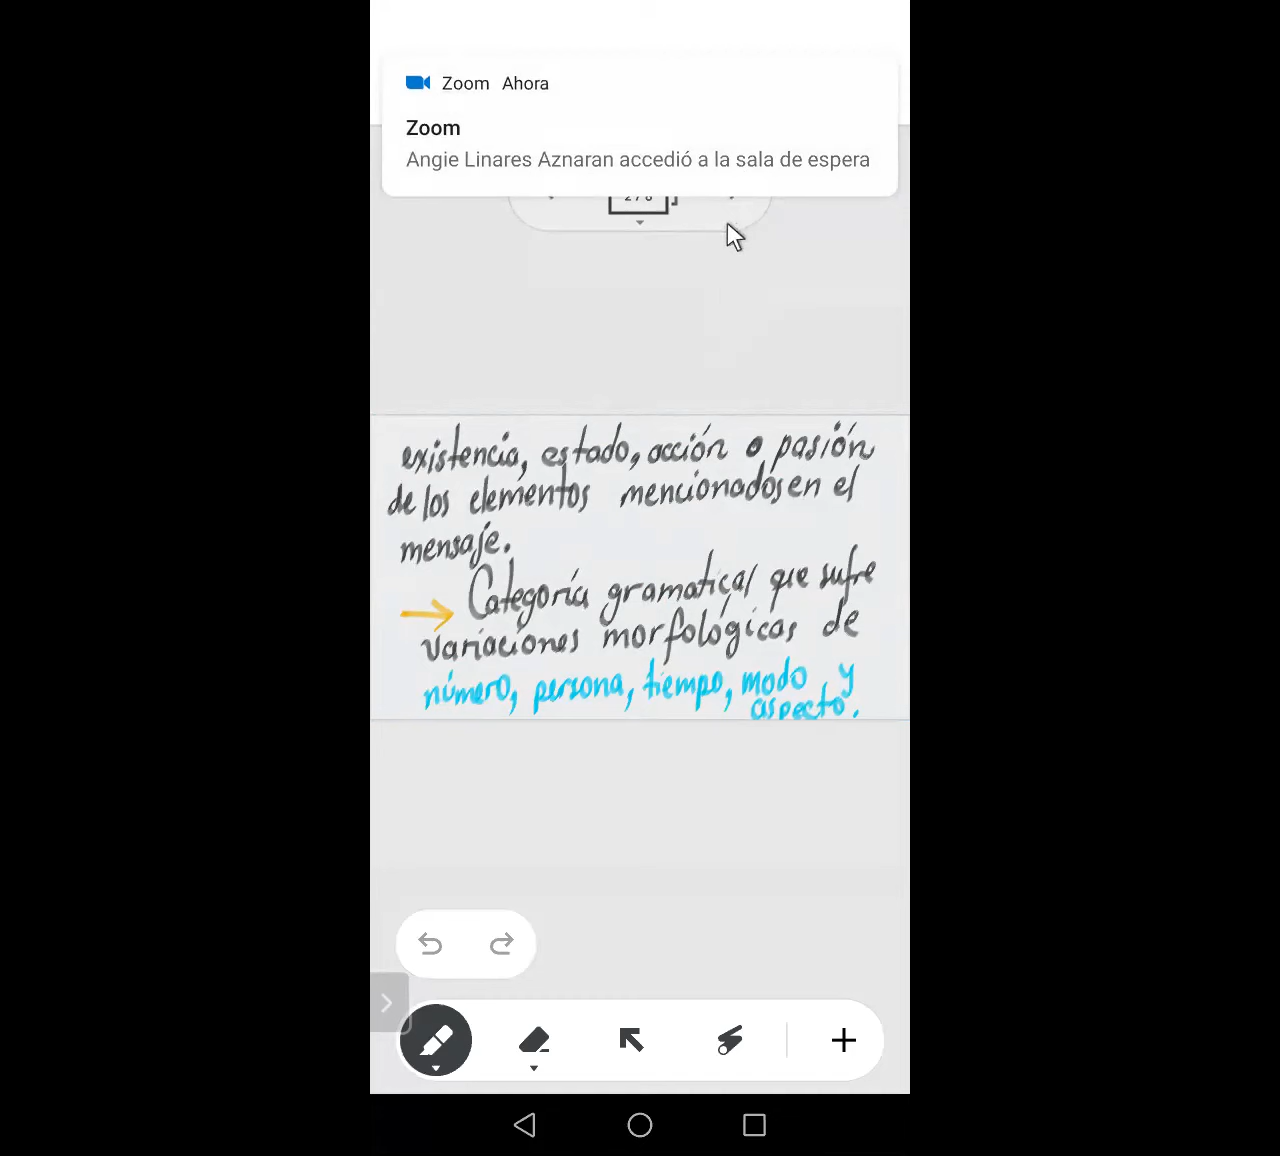 Zoom Ahora
Zoom
Angie Linares Aznaran accedió a la sala de espera
existencia, estado, acción o pasión
de los elementos mencionados en el
mensaje.
Categoría gramatical que sufre
variaciones morfológicas de
número, persona, tiempo, modo y
aspecto.